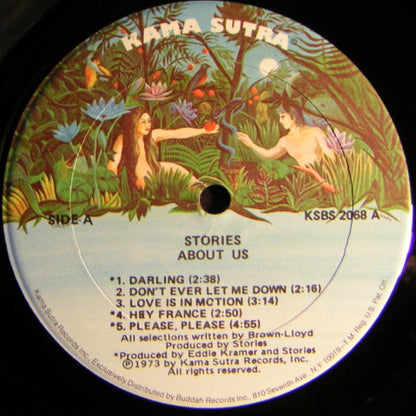 KAMA SUTRA®
SIDE A
KSBS 2068 A
STORIES
ABOUT US
*1. DARLING (2:38)
2. DON'T EVER LET ME DOWN (2:16)
3. LOVE IS IN MOTION (3:14)
*4. HEY FRANCE (2:50)
*5. PLEASE, PLEASE (4:55)
All selections written by Brown-Lloyd
Produced by Stories
*Produced by Eddie Kramer and Stories
℗ 1973 by Kama Sutra Records, Inc.
All rights reserved.
Kama Sutra Records Inc. Exclusively Distributed by Buddah Records Inc. 810 Seventh Ave., N.Y. 10019-T-M. Reg. U.S. Pat. Off.